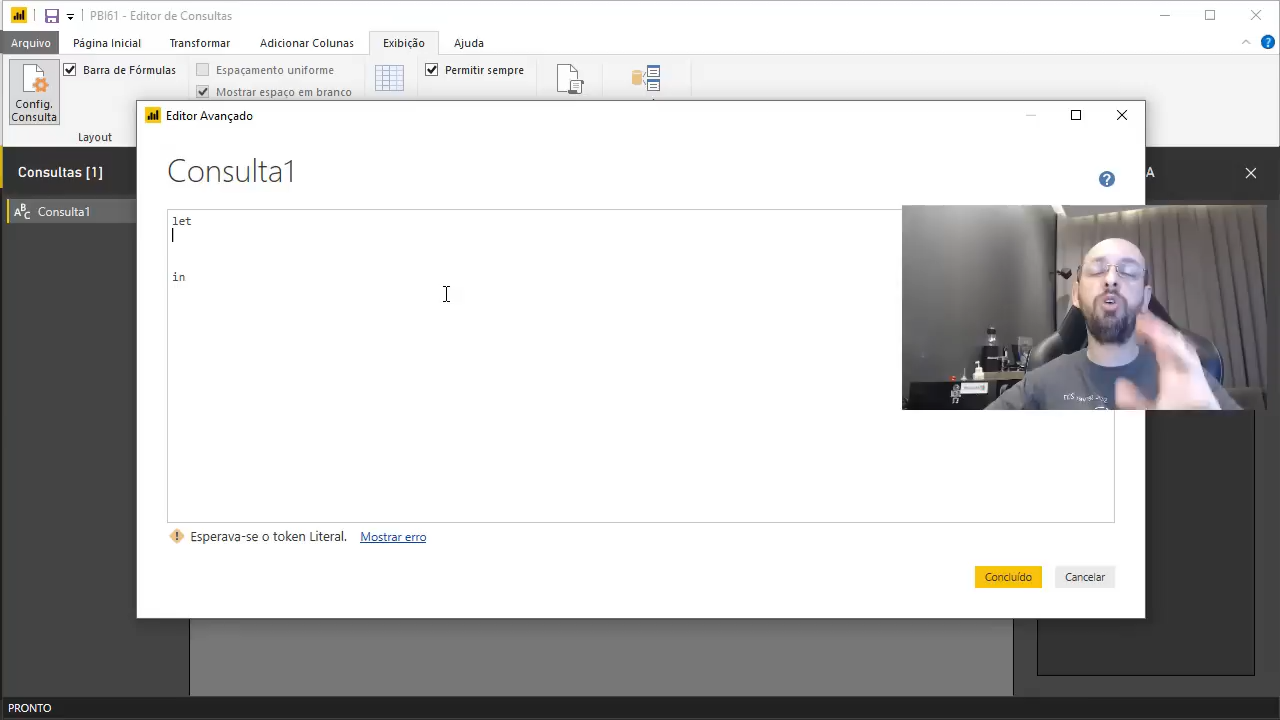 PBI61 - Editor de Consultas
Arquivo
Página Inicial
Transformar
Adicionar Colunas
Exibição
Ajuda
Config.
Consulta
Barra de Fórmulas
Espaçamento uniforme
Mostrar espaço em branco
Permitir sempre
Layout
Editor Avançado
Consultas [1]
Consulta1
A
ABC Consulta1
let
in
Esperava-se o token Literal. Mostrar erro
Concluído
Cancelar
PRONTO